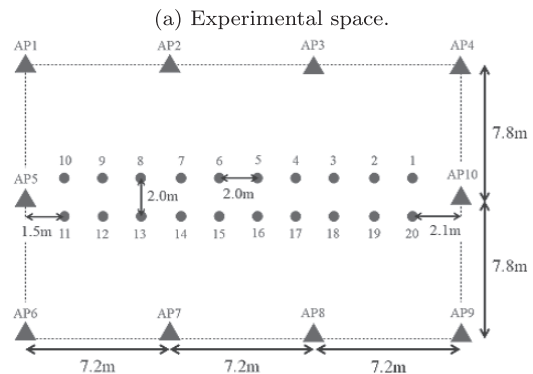 (a) Experimental space.
AP1 AP2 AP3 AP4
7.8m
10 9 8 7 6 5 4 3 2 1
AP5 AP10
2.0m 2.0m
1.5m 2.1m
11 12 13 14 15 16 17 18 19 20
7.8m
AP6 AP7 AP8 AP9
7.2m 7.2m 7.2m